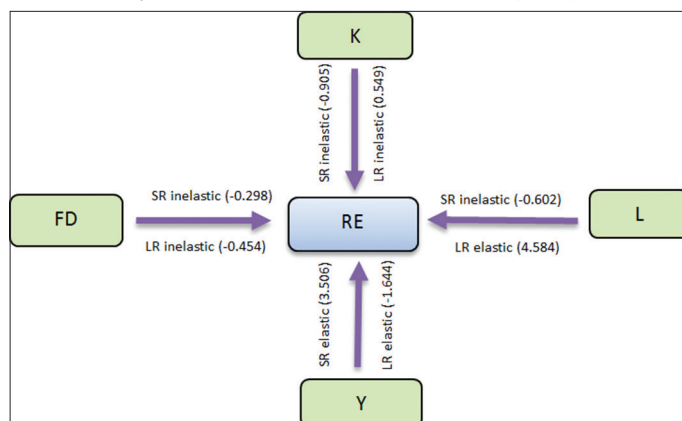 K
SR inelastic (-0.905)
LR inelastic (0.549)
SR inelastic (-0.298)
FD
LR inelastic (-0.454)
RE
SR inelastic (-0.602)
L
LR elastic (4.584)
SR elastic (3.506)
LR elastic (-1.644)
Y